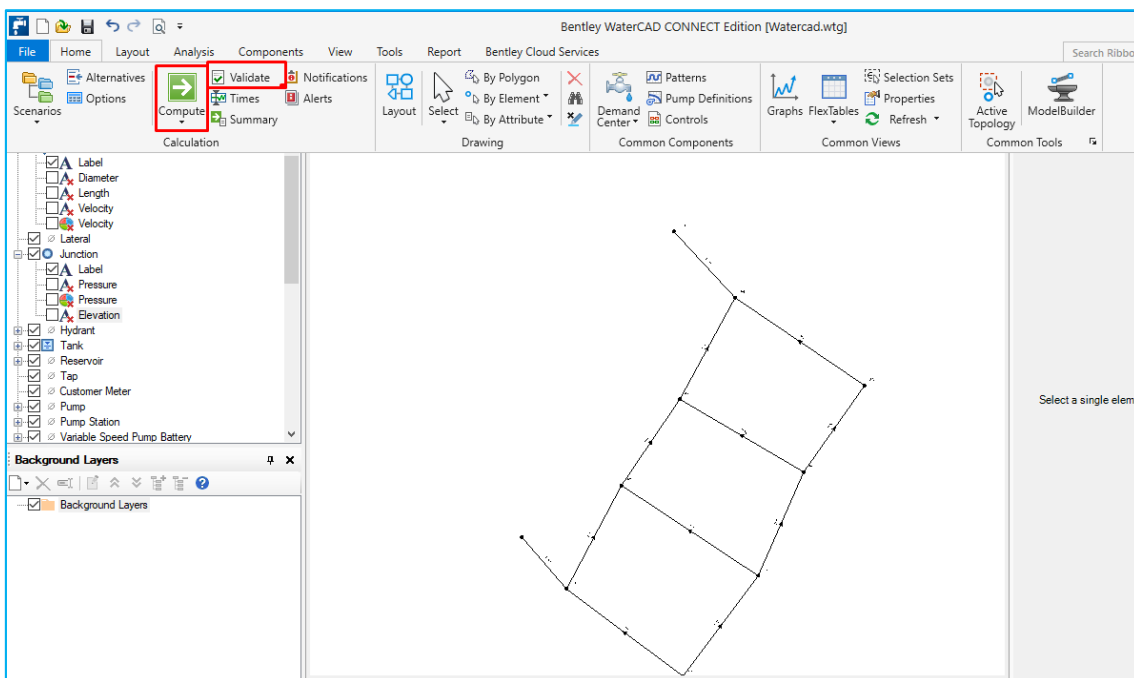 Bentley WaterCAD CONNECT Edition [Watercad.wtg]
File Home Layout Analysis Components View Tools Report Bentley Cloud Services
Search Ribbo
Alternatives
Options
Scenarios
Compute
Validate
Times
Summary
Notifications
Alerts
Calculation
Layout
Select
By Polygon
By Element
By Attribute
Drawing
Demand
Center
Patterns
Pump Definitions
Controls
Common Components
Graphs
FlexTables
Selection Sets
Properties
Refresh
Common Views
Active
Topology
ModelBuilder
Common Tools
Label
Diameter
Length
Velocity
Velocity
Lateral
Junction
Label
Pressure
Pressure
Elevation
Hydrant
Tank
Reservoir
Tap
Customer Meter
Pump
Pump Station
Variable Speed Pump Battery
Background Layers
Background Layers
Select a single elem